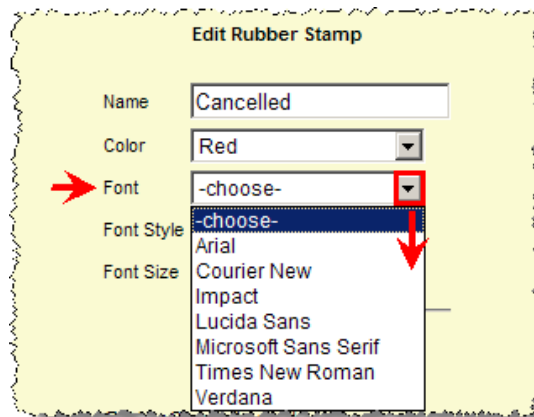 Edit Rubber Stamp
Name Cancelled
Color Red
Font -choose-
-choose-
Font Style
Arial
Font Size Courier New
Impact
Lucida Sans
Microsoft Sans Serif
Times New Roman
Verdana